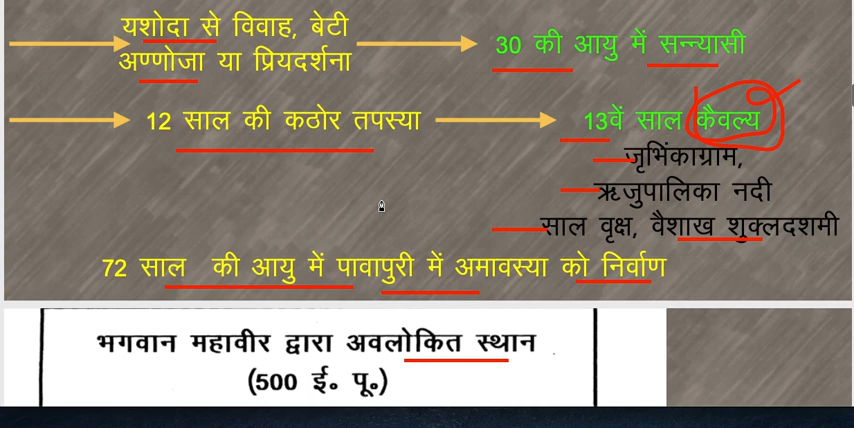 यशोदा से विवाह, बेटी
अण्णोजा या प्रियदर्शना
30 की आयु में सन्न्यासी
12 साल की कठोर तपस्या
13वें साल कैवल्य
जृभिंकाग्राम,
ऋजुपालिका नदी
साल वृक्ष, वैशाख शुक्लदशमी
72 साल की आयु में पावापुरी में अमावस्या को निर्वाण
भगवान महावीर द्वारा अवलोकित स्थान
(500 ई॰ पू॰)